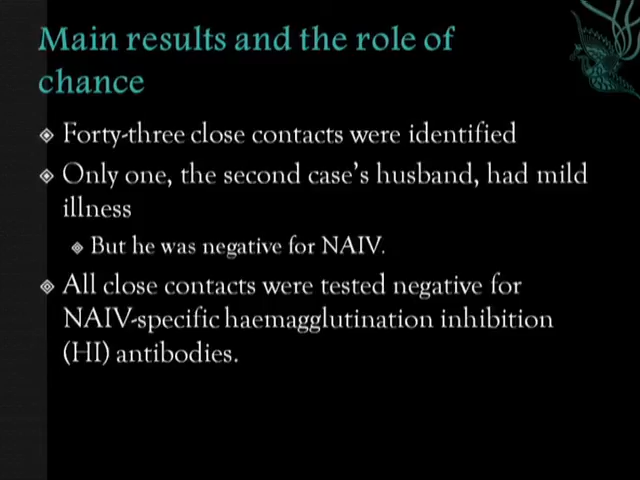 Main results and the role of
chance
Forty-three close contacts were identified
Only one, the second case's husband, had mild
illness
But he was negative for NAIV.
All close contacts were tested negative for
NAIV-specific haemagglutination inhibition
(HI) antibodies.